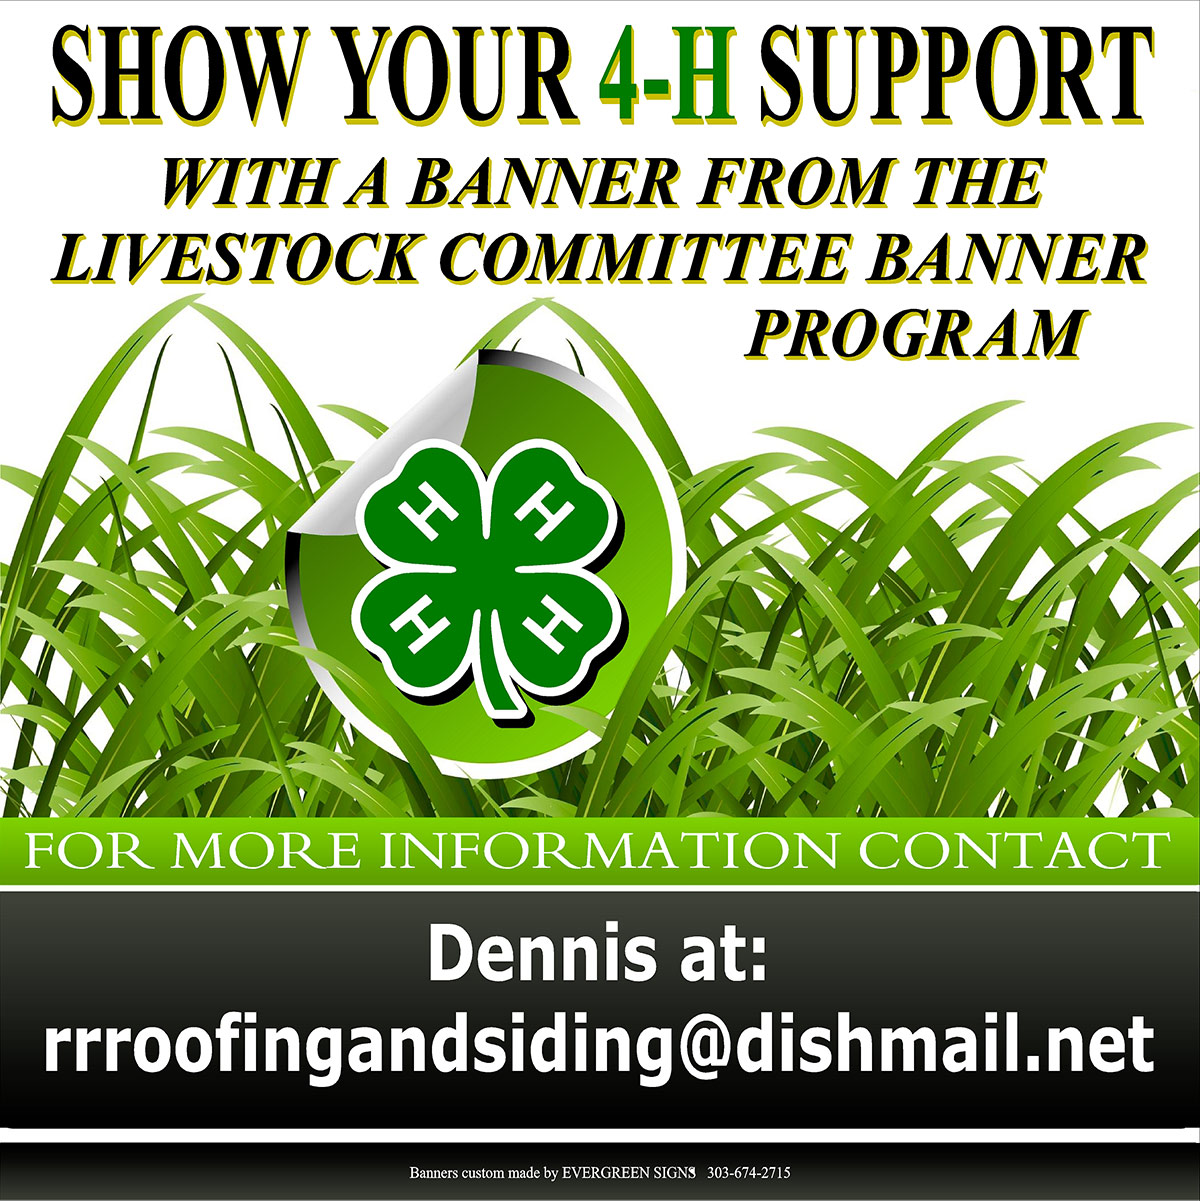 SHOW YOUR 4-H SUPPORT
WITH A BANNER FROM THE
LIVESTOCK COMMITTEE BANNER
PROGRAM
H H
H H
FOR MORE INFORMATION CONTACT
Dennis at:
rrroofingandsiding@dishmail.net
Banners custom made by EVERGREEN SIGNS 303-674-2715